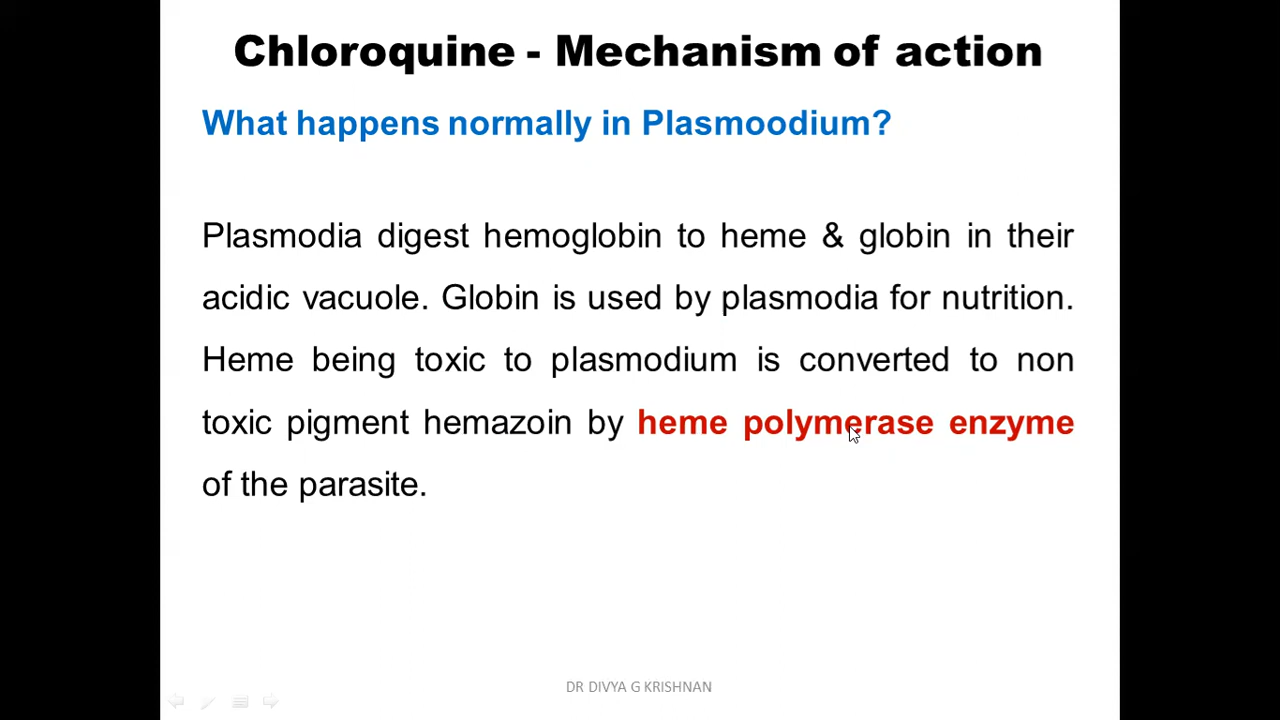 Chloroquine - Mechanism of action
What happens normally in Plasmoodium?
Plasmodia digest hemoglobin to heme & globin in their
acidic vacuole. Globin is used by plasmodia for nutrition.
Heme being toxic to plasmodium is converted to non
toxic pigment hemazoin by heme polymerase enzyme
of the parasite.
DR DIVYA G KRISHNAN